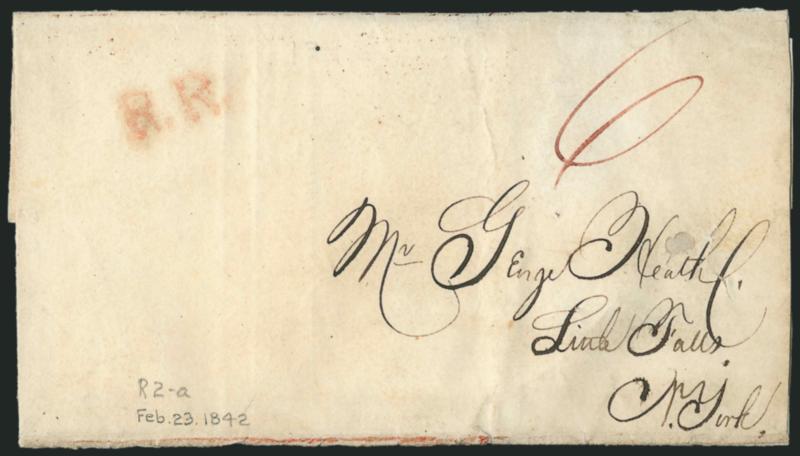 R.R.
6
Mr George Heath
Little Falls
N. York.
R2-a
Feb. 23. 1842